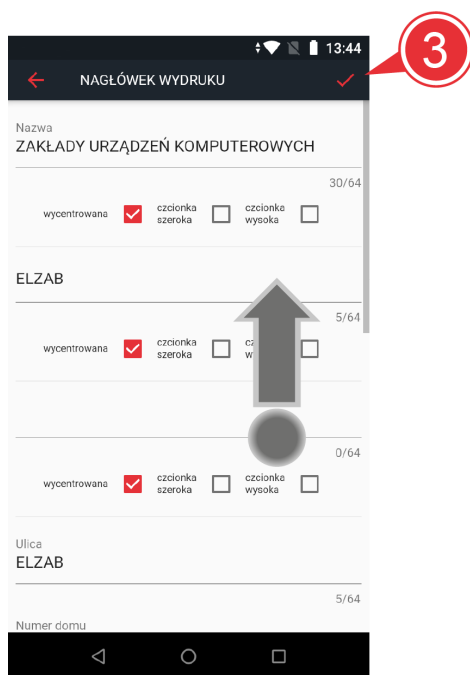 3
13:44
NAGŁÓWEK WYDRUKU
Nazwa
ZAKŁADY URZĄDZEŃ KOMPUTEROWYCH
30/64
wycentrowana czcionka szeroka czcionka wysoka
ELZAB
5/64
wycentrowana czcionka szeroka
0/64
wycentrowana czcionka szeroka czcionka wysoka
Ulica
ELZAB
5/64
Numer domu